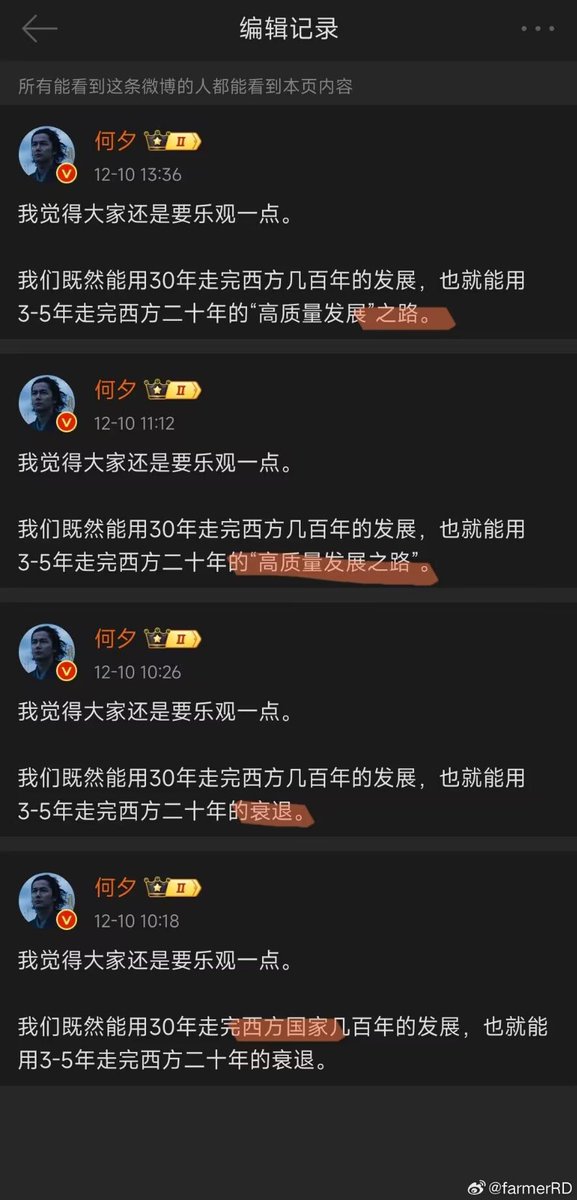 编辑记录
所有能看到这条微博的人都能看到本页内容
何夕 II
V 12-10 13:36
我觉得大家还是要乐观一点。
我们既然能用30年走完西方几百年的发展，也就能用
3-5年走完西方二十年的“高质量发展”之路。
何夕 II
V 12-10 11:12
我觉得大家还是要乐观一点。
我们既然能用30年走完西方几百年的发展，也就能用
3-5年走完西方二十年的“高质量发展之路”。
何夕 II
V 12-10 10:26
我觉得大家还是要乐观一点。
我们既然能用30年走完西方几百年的发展，也就能用
3-5年走完西方二十年的衰退。
何夕 II
V 12-10 10:18
我觉得大家还是要乐观一点。
我们既然能用30年走完西方国家几百年的发展，也就能
用3-5年走完西方二十年的衰退。
@farmerRD